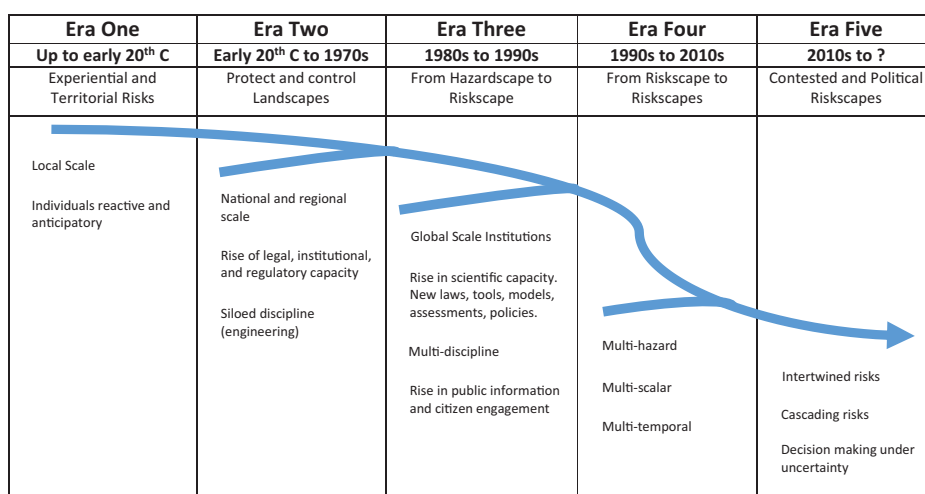 Era One
Up to early 20th C
Experiential and
Territorial Risks
Local Scale
Individuals reactive and
anticipatory
Era Two
Early 20th C to 1970s
Protect and control
Landscapes
National and regional
scale
Rise of legal, institutional,
and regulatory capacity
Siloed discipline
(engineering)
Era Three
1980s to 1990s
From Hazardscape to
Riskscape
Global Scale Institutions
Rise in scientific capacity.
New laws, tools, models,
assessments, policies.
Multi-discipline
Rise in public information
and citizen engagement
Era Four
1990s to 2010s
From Riskscape to
Riskscapes
Multi-hazard
Multi-scalar
Multi-temporal
Era Five
2010s to ?
Contested and Political
Riskscapes
Intertwined risks
Cascading risks
Decision making under
uncertainty